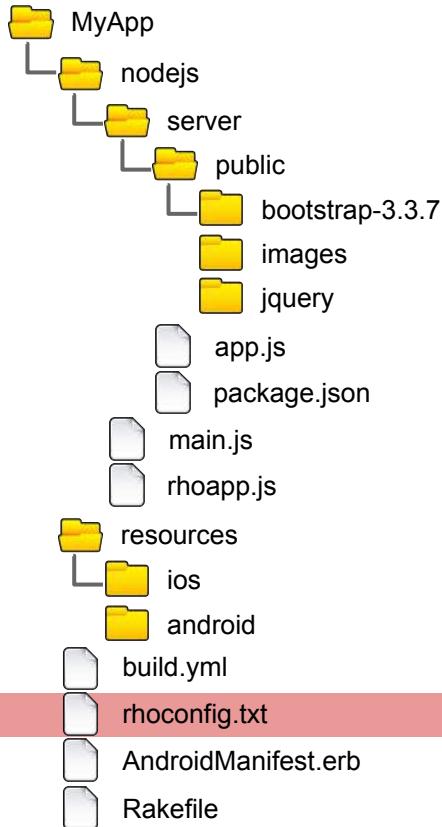 MyApp
nodejs
server
public
bootstrap-3.3.7
images
jquery
app.js
package.json
main.js
rhoapp.js
resources
ios
android
build.yml
rhoconfig.txt
AndroidManifest.erb
Rakefile